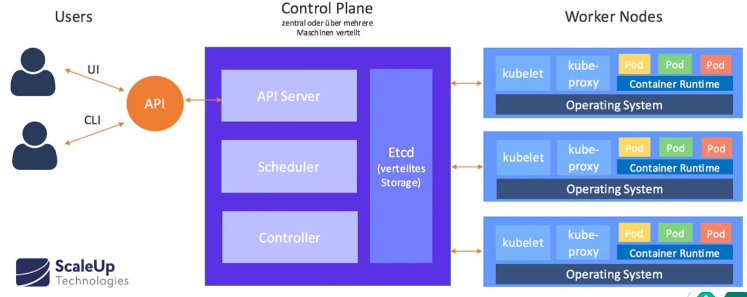 Users
Control Plane
zentral oder über mehrere
Maschinen verteilt
Worker Nodes
UI
CLI
API
API Server
Scheduler
Controller
Etcd
(verteiltes
Storage)
kubelet
kube-
proxy
Pod Pod Pod
Container Runtime
Operating System
kubelet
kube-
proxy
Pod Pod Pod
Container Runtime
Operating System
kubelet
kube-
proxy
Pod Pod Pod
Container Runtime
Operating System
ScaleUp
Technologies